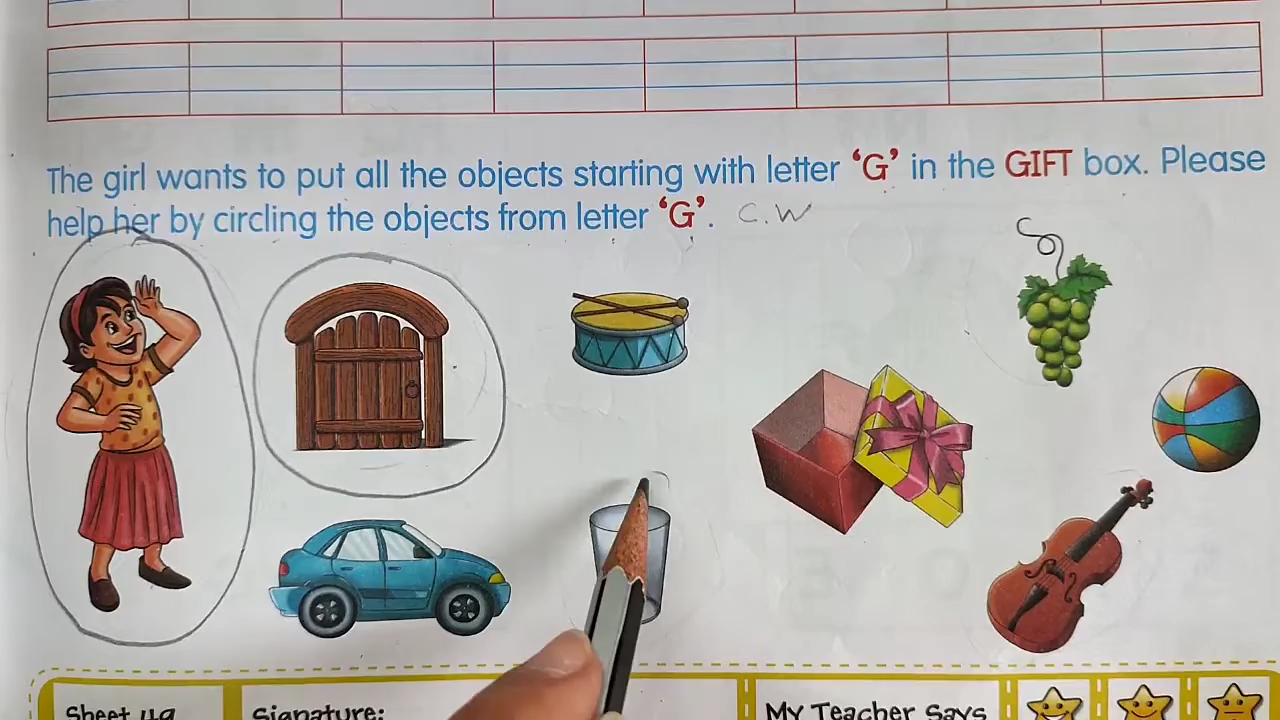 The girl wants to put all the objects starting with letter ‘G’ in the GIFT box. Please
help her by circling the objects from letter ‘G’. C.W
Sheet 49
Signature:
My Teacher Says